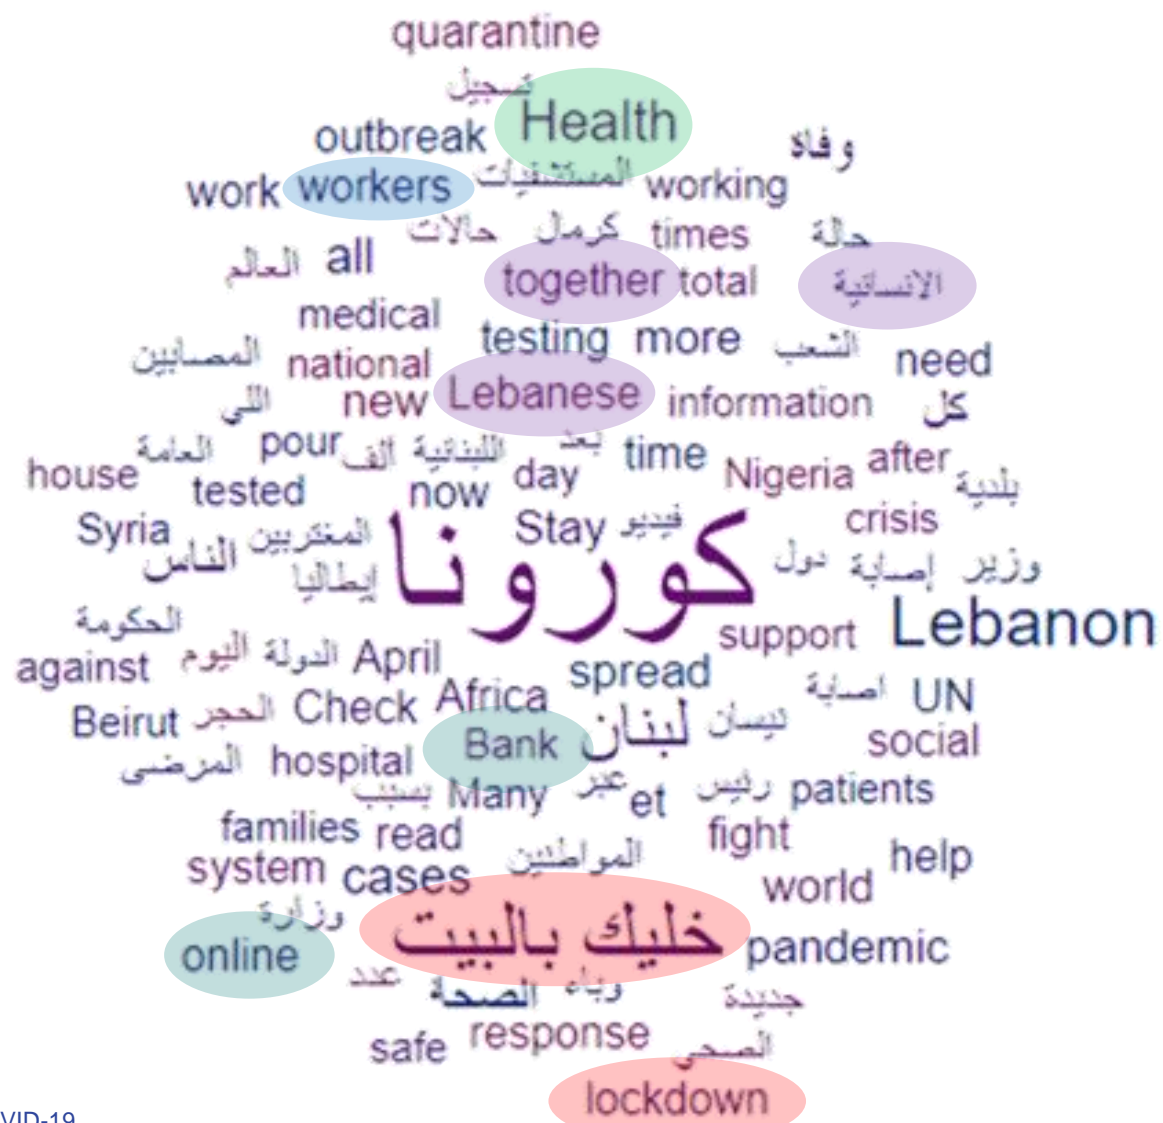 quarantine
تسجيل
Health
outbreak
وفاة
work workers المستشفيات working
حالات كرمال times حالة
العالم all
together total الانسانية
medical
testing more الشعب need
المصابين national
Lebanese
اللي new information كل
العامة pour ألف اللبنانية بعد time after
house tested now day Nigeria بلدية
Syria المغتربين Stay فيديو crisis
الناس إيطاليا كورونا دول إصابة وزير
الحكومة support Lebanon
against اليوم الدولة April spread
Beirut الحجر Check Africa لبنان نيسان اصابة UN
المرضى hospital Bank social
بسبب Many عبر et رئيس patients
families read fight
system cases المواطنين world help
وزارة خليك بالبيت pandemic
online
عدد الصحة وباء جديدة
safe response الصحي
lockdown
VID-19